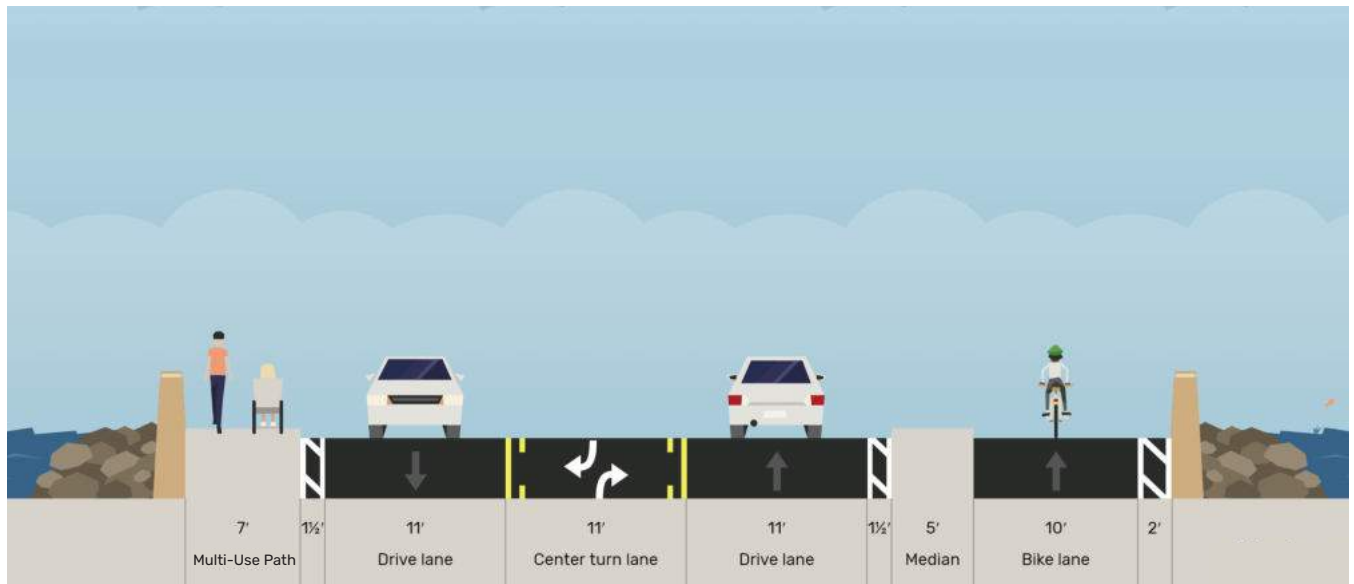 7' 1½' 11' 11' 11' 1½' 5' 10' 2'
Multi-Use Path Drive lane Center turn lane Drive lane Median Bike lane